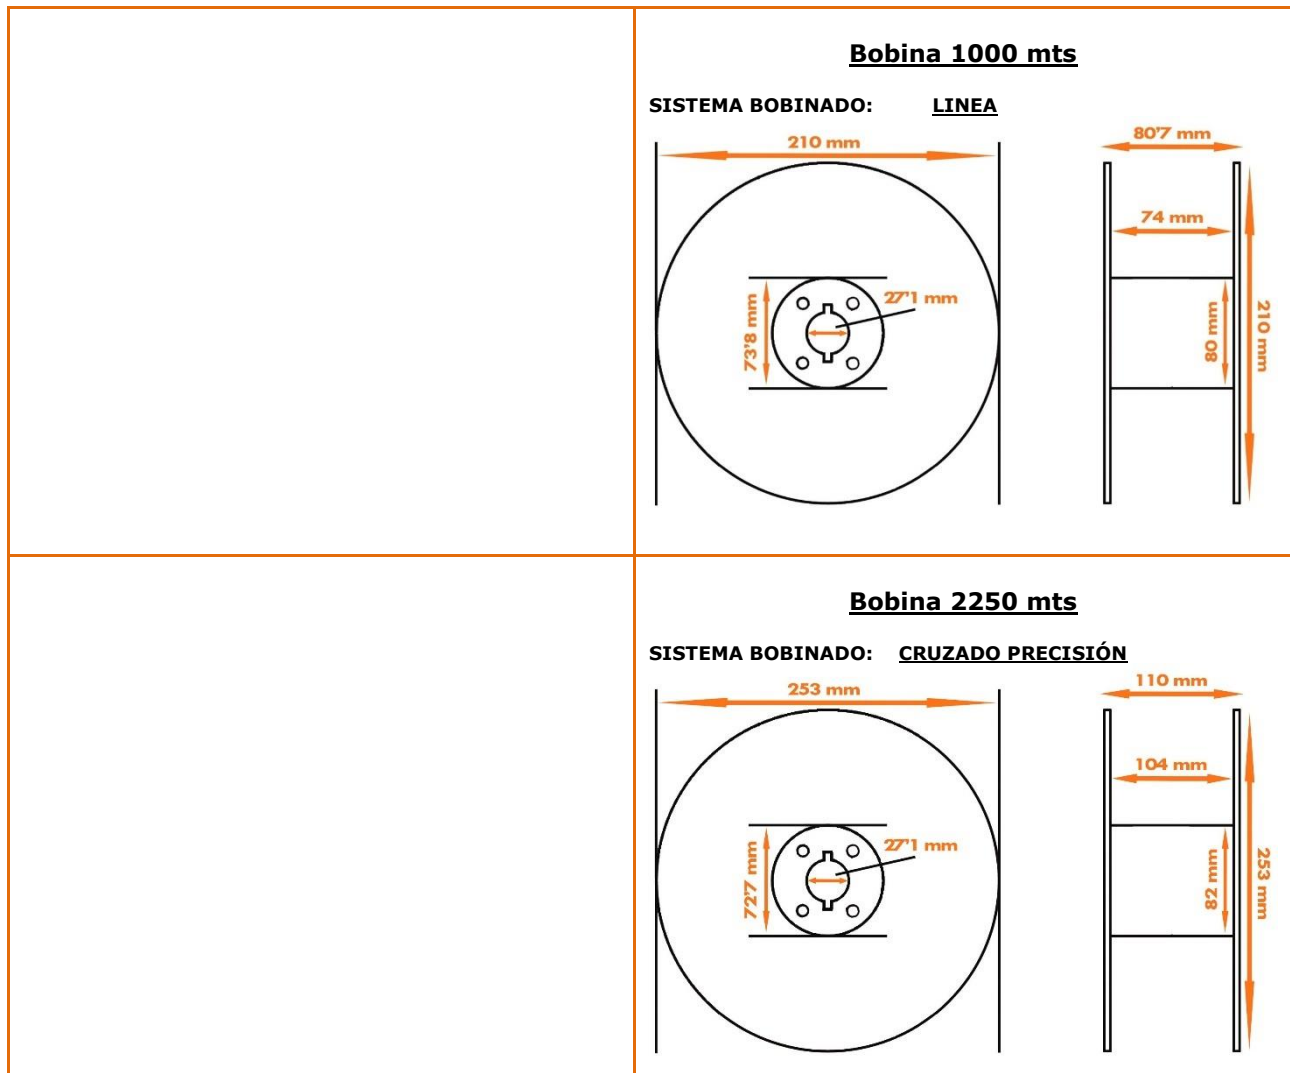 Bobina 1000 mts
SISTEMA BOBINADO: LINEA
210 mm
80'7 mm
74 mm
27'1 mm
73'8 mm
80 mm
210 mm
Bobina 2250 mts
SISTEMA BOBINADO: CRUZADO PRECISIÓN
253 mm
110 mm
104 mm
27'1 mm
72'7 mm
82 mm
253 mm